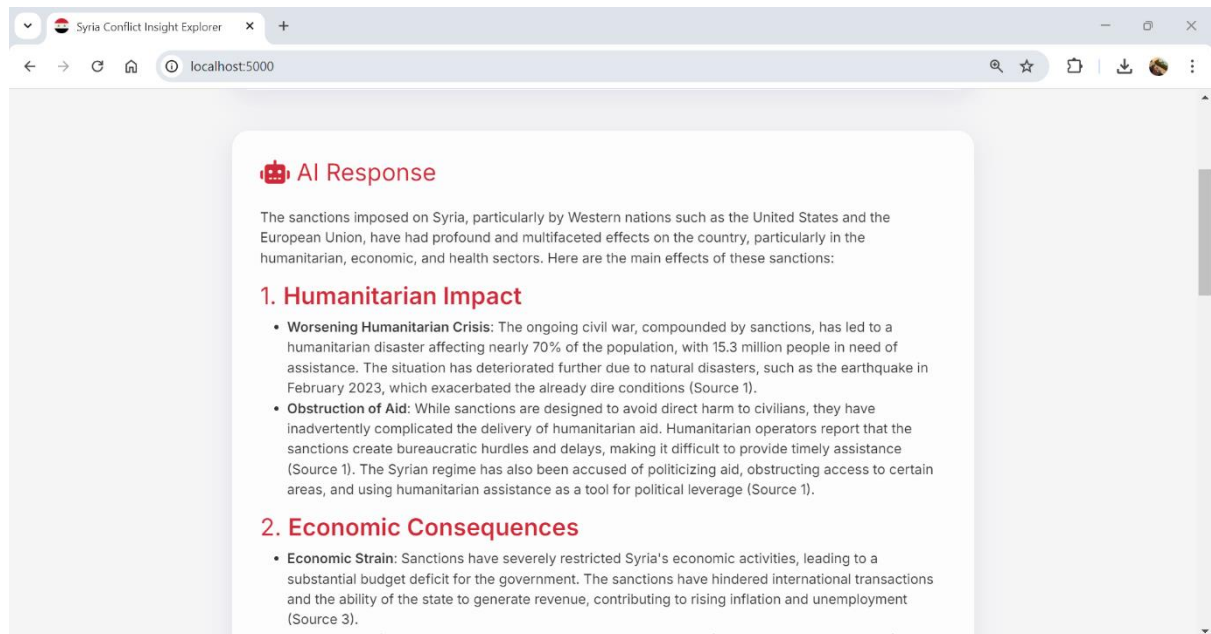 Syria Conflict Insight Explorer
localhost:5000
AI Response
The sanctions imposed on Syria, particularly by Western nations such as the United States and the
European Union, have had profound and multifaceted effects on the country, particularly in the
humanitarian, economic, and health sectors. Here are the main effects of these sanctions:
1. Humanitarian Impact
• Worsening Humanitarian Crisis: The ongoing civil war, compounded by sanctions, has led to a
humanitarian disaster affecting nearly 70% of the population, with 15.3 million people in need of
assistance. The situation has deteriorated further due to natural disasters, such as the earthquake in
February 2023, which exacerbated the already dire conditions (Source 1).
• Obstruction of Aid: While sanctions are designed to avoid direct harm to civilians, they have
inadvertently complicated the delivery of humanitarian aid. Humanitarian operators report that the
sanctions create bureaucratic hurdles and delays, making it difficult to provide timely assistance
(Source 1). The Syrian regime has also been accused of politicizing aid, obstructing access to certain
areas, and using humanitarian assistance as a tool for political leverage (Source 1).
2. Economic Consequences
• Economic Strain: Sanctions have severely restricted Syria's economic activities, leading to a
substantial budget deficit for the government. The sanctions have hindered international transactions
and the ability of the state to generate revenue, contributing to rising inflation and unemployment
(Source 3).